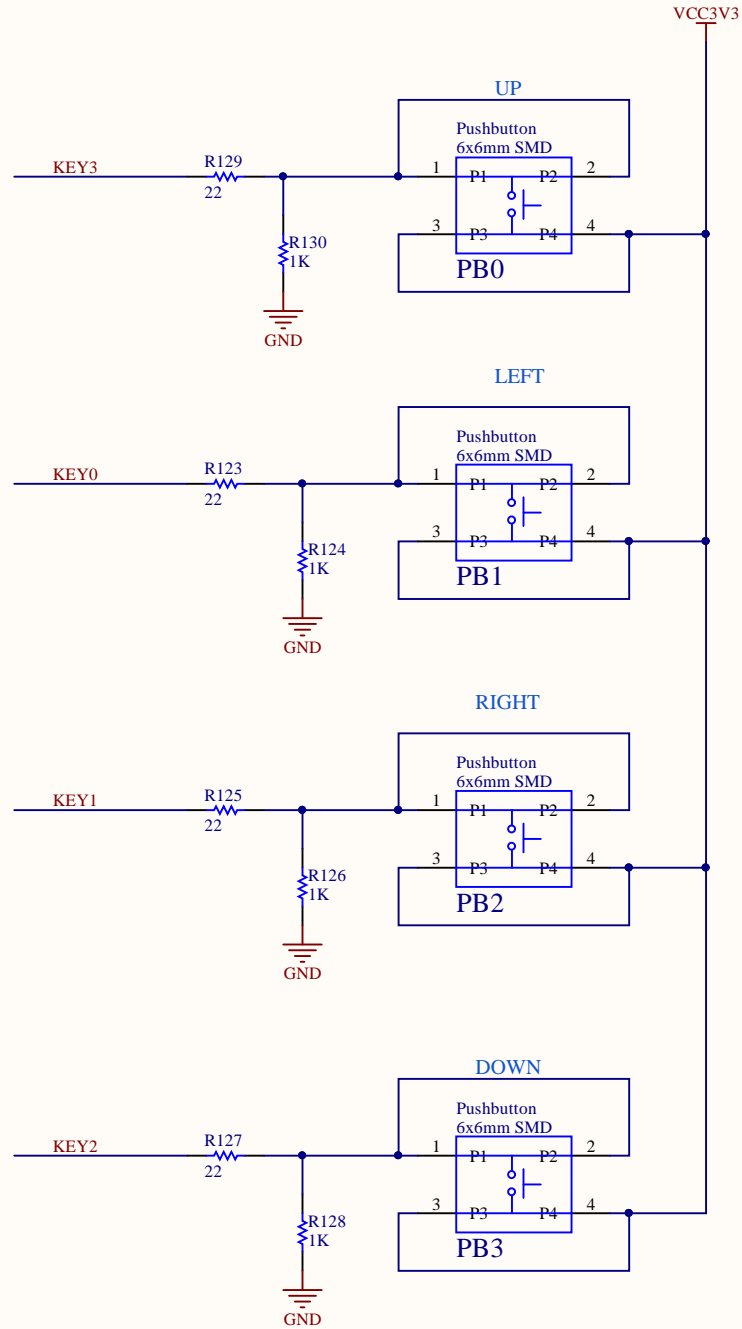 VCC3V3
UP
Pushbutton
6x6mm SMD
KEY3
R129
22
1
P1
P2
2
3
P3
P4
4
R130
1K
PB0
GND
LEFT
Pushbutton
6x6mm SMD
KEY0
R123
22
1
P1
P2
2
3
P3
P4
4
R124
1K
PB1
GND
RIGHT
Pushbutton
6x6mm SMD
KEY1
R125
22
1
P1
P2
2
3
P3
P4
4
R126
1K
PB2
GND
DOWN
Pushbutton
6x6mm SMD
KEY2
R127
22
1
P1
P2
2
3
P3
P4
4
R128
1K
PB3
GND